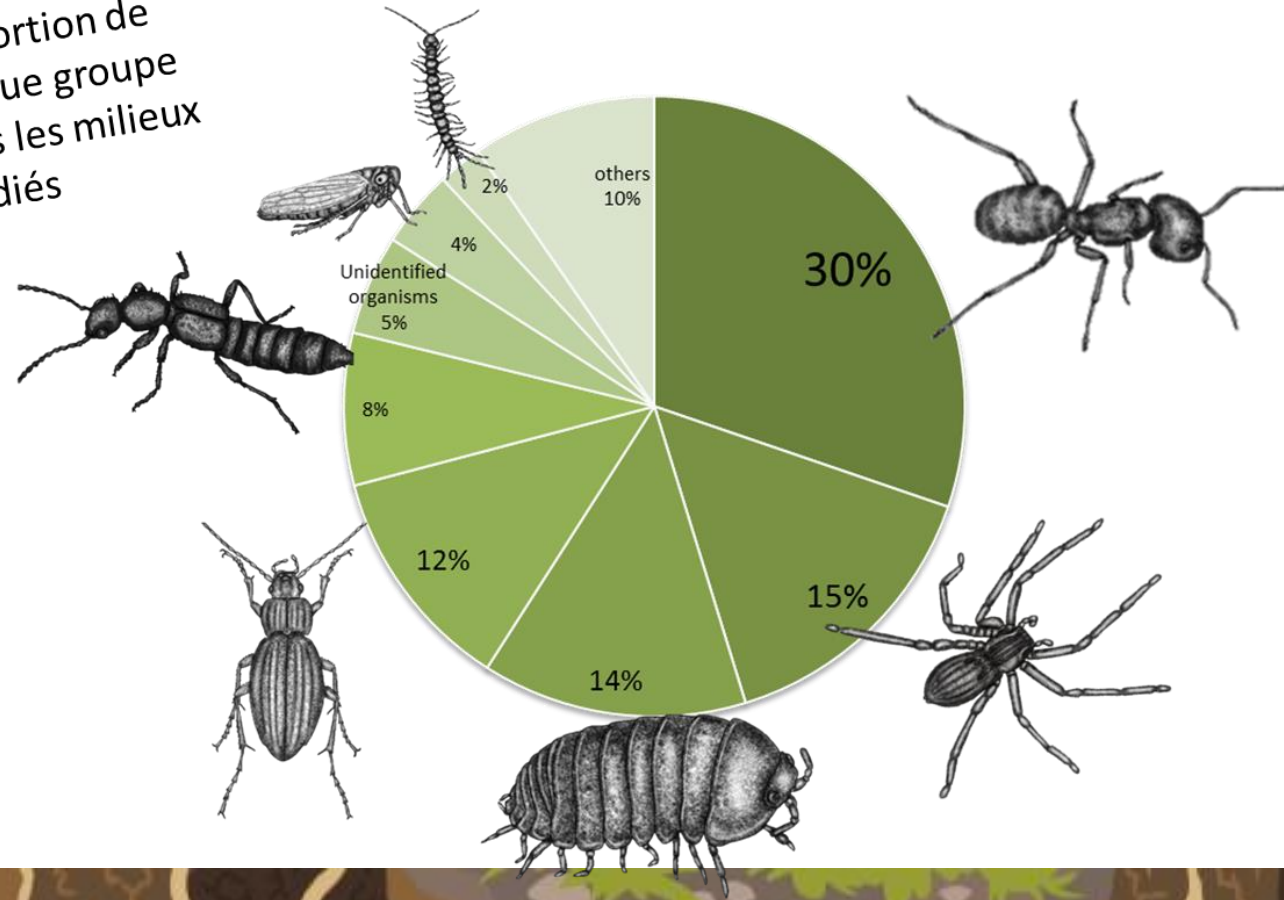 ortion de
ue groupe
s les milieux
diés
2%
others
10%
30%
4%
Unidentified
organisms
5%
8%
12%
15%
14%